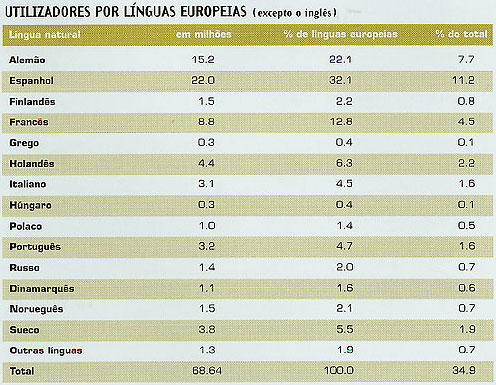 UTILIZADORES POR LÍNGUAS EUROPEIAS (excepto o inglês)
Língua natural em milhões % de línguas europeias % do total
Alemão 15.2 22.1 7.7
Espanhol 22.0 32.1 11.2
Finlandês 1.5 2.2 0.8
Francês 8.8 12.8 4.5
Grego 0.3 0.4 0.1
Holandês 4.4 6.3 2.2
Italiano 3.1 4.5 1.6
Húngaro 0.3 0.4 0.1
Polaco 1.0 1.4 0.5
Português 3.2 4.7 1.6
Russo 1.4 2.0 0.7
Dinamarquês 1.1 1.6 0.6
Norueguês 1.5 2.1 0.7
Sueco 3.8 5.5 1.9
Outras línguas 1.3 1.9 0.7
Total 68.64 100.0 34.9